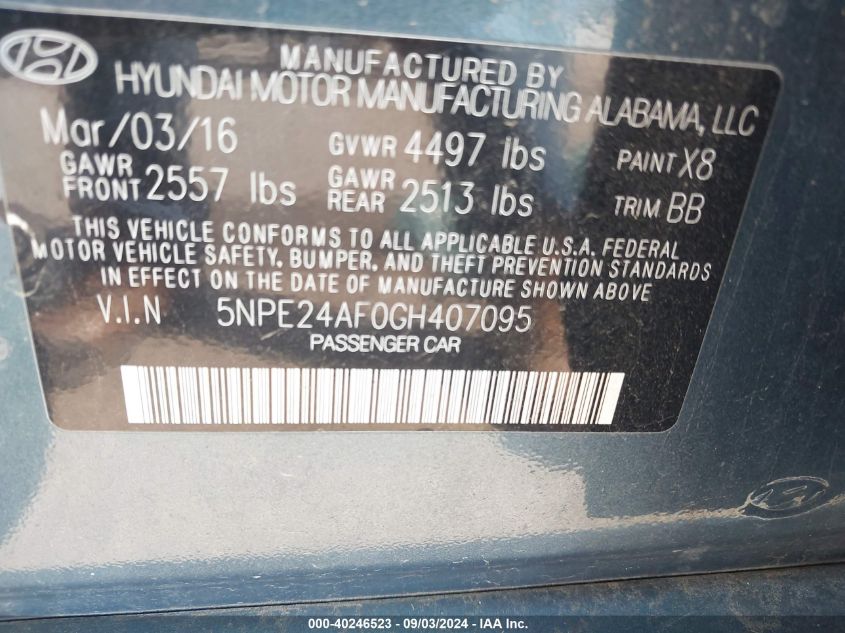 MANUFACTURED BY
HYUNDAI MOTOR MANUFACTURING ALABAMA, LLC
Mar/03/16 GVWR 4497 lbs PAINT X8
GAWR FRONT 2557 lbs GAWR REAR 2513 lbs TRIM BB
THIS VEHICLE CONFORMS TO ALL APPLICABLE U.S.A. FEDERAL
MOTOR VEHICLE SAFETY, BUMPER, AND THEFT PREVENTION STANDARDS
IN EFFECT ON THE DATE OF MANUFACTURE SHOWN ABOVE
V.I.N 5NPE24AF0GH407095
PASSENGER CAR
000-40246523 - 09/03/2024 - IAA Inc.